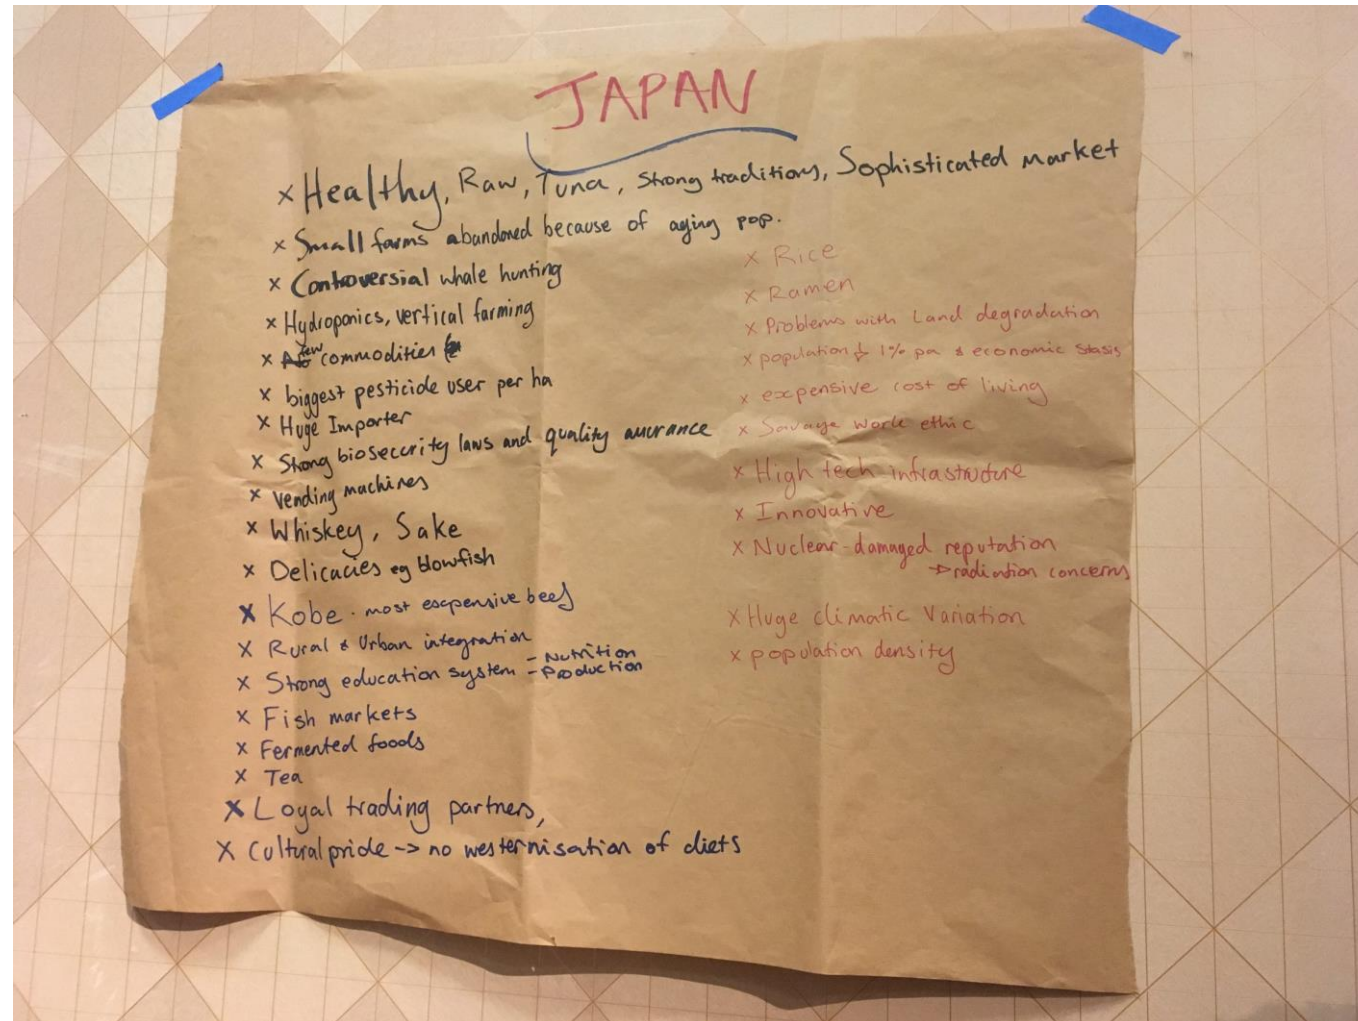 JAPAN
x Healthy, Raw, Tuna, Strong traditions, Sophisticated market
x Small farms abandoned because of aging pop.
x Controversial whale hunting
x Hydroponics, vertical farming
x few commodities
x biggest pesticide user per ha
x Huge Importer
x Strong biosecurity laws and quality assurance
x Vending machines
x Whiskey, Sake
x Delicacies eg blowfish
x Kobe - most expensive beef
x Rural & Urban integration
x Strong education system - Nutrition
- Production
x Fish markets
x Fermented foods
x Tea
x Loyal trading partners,
x Cultural pride -> no westernisation of diets
x Rice
x Ramen
x Problems with Land degradation
x population ↓ 1% pa & economic stasis
x expensive cost of living
x Savage work ethic
x High tech infrastructure
x Innovative
x Nuclear-damaged reputation
-> radiation concerns
x Huge climatic Variation
x population density